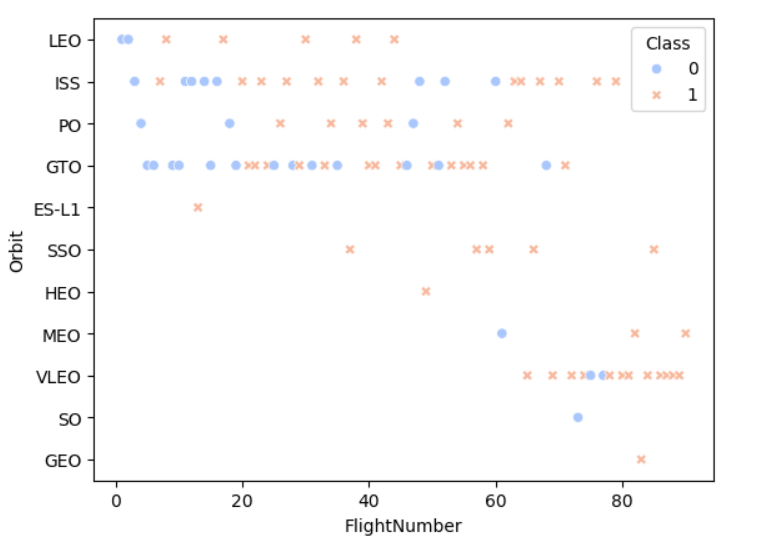 LEO
ISS
PO
GTO
ES-L1
SSO
HEO
MEO
VLEO
SO
GEO
Orbit
Class
0
1
0 20 40 60 80
FlightNumber